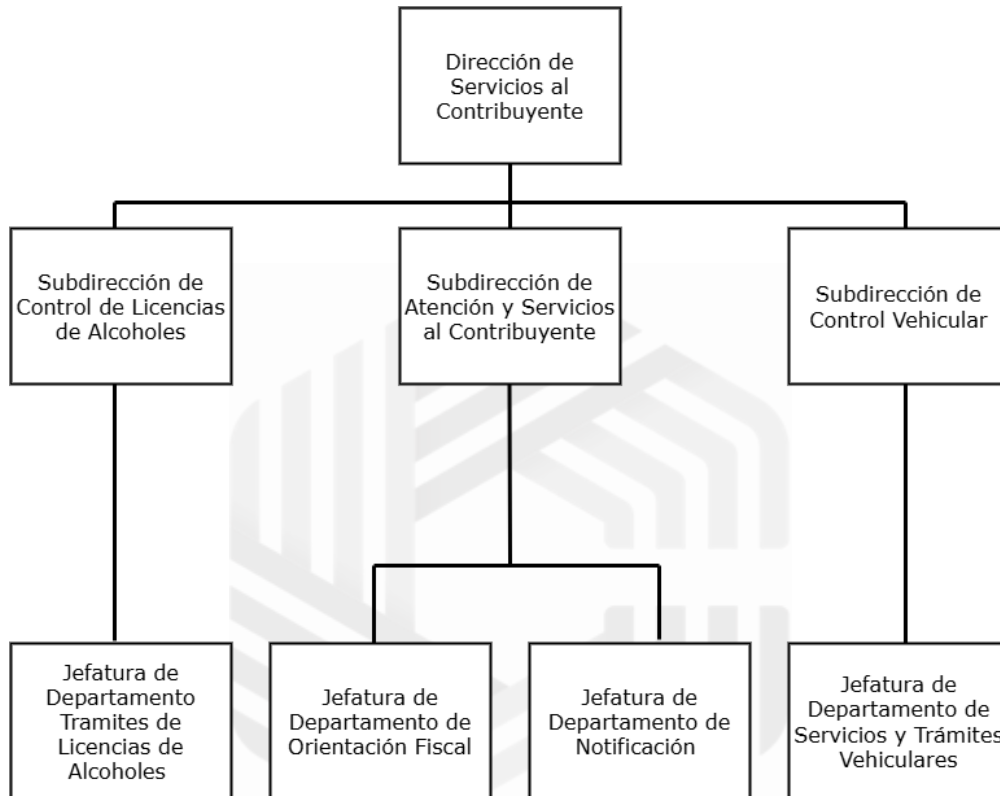 Dirección de
Servicios al
Contribuyente
Subdirección de
Control de Licencias
de Alcoholes
Subdirección de
Atención y Servicios
al Contribuyente
Subdirección de
Control Vehicular
Jefatura de
Departamento
Tramites de
Licencias de
Alcoholes
Jefatura de
Departamento de
Orientación Fiscal
Jefatura de
Departamento de
Notificación
Jefatura de
Departamento de
Servicios y Trámites
Vehiculares